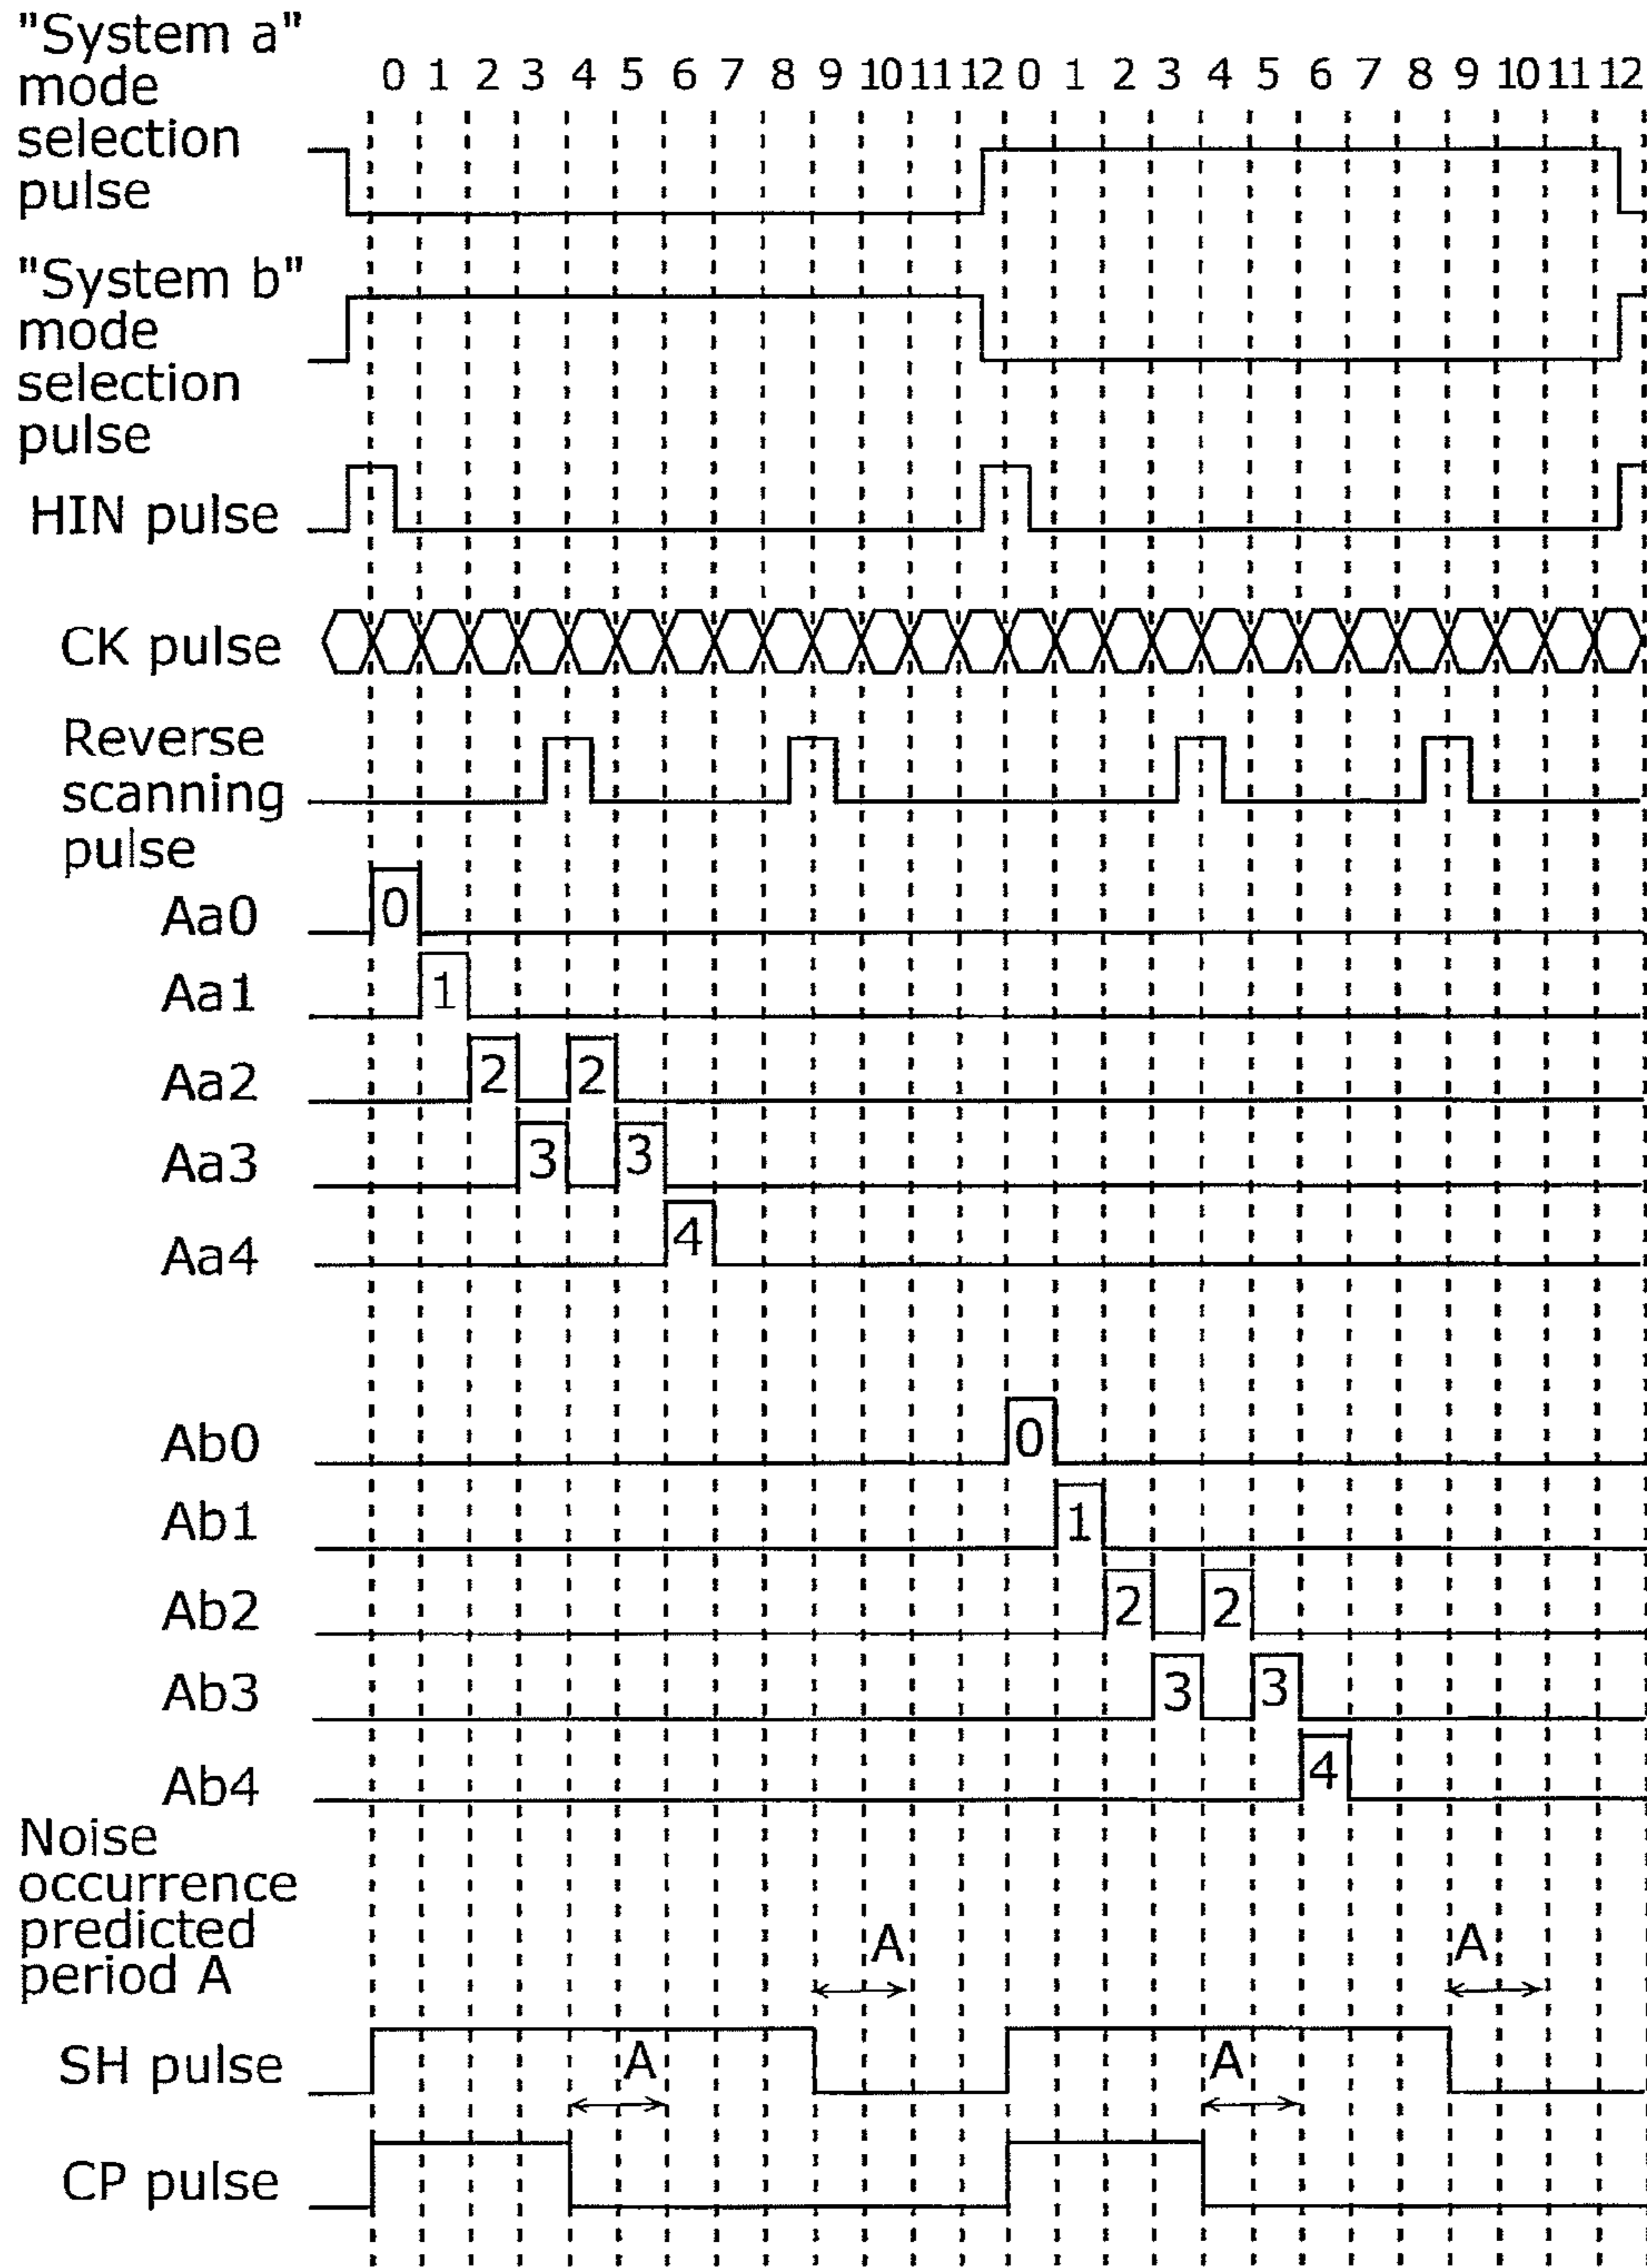 "System a"
mode
selection
pulse
0 1 2 3 4 5 6 7 8 9 10 11 12 0 1 2 3 4 5 6 7 8 9 10 11 12
"System b"
mode
selection
pulse
HIN pulse
CK pulse
Reverse
scanning
pulse
Aa0 0
Aa1 1
Aa2 2 2
Aa3 3 3
Aa4 4
Ab0 0
Ab1 1
Ab2 2 2
Ab3 3 3
Ab4 4
Noise
occurrence
predicted
period A
A A
SH pulse
A A
CP pulse